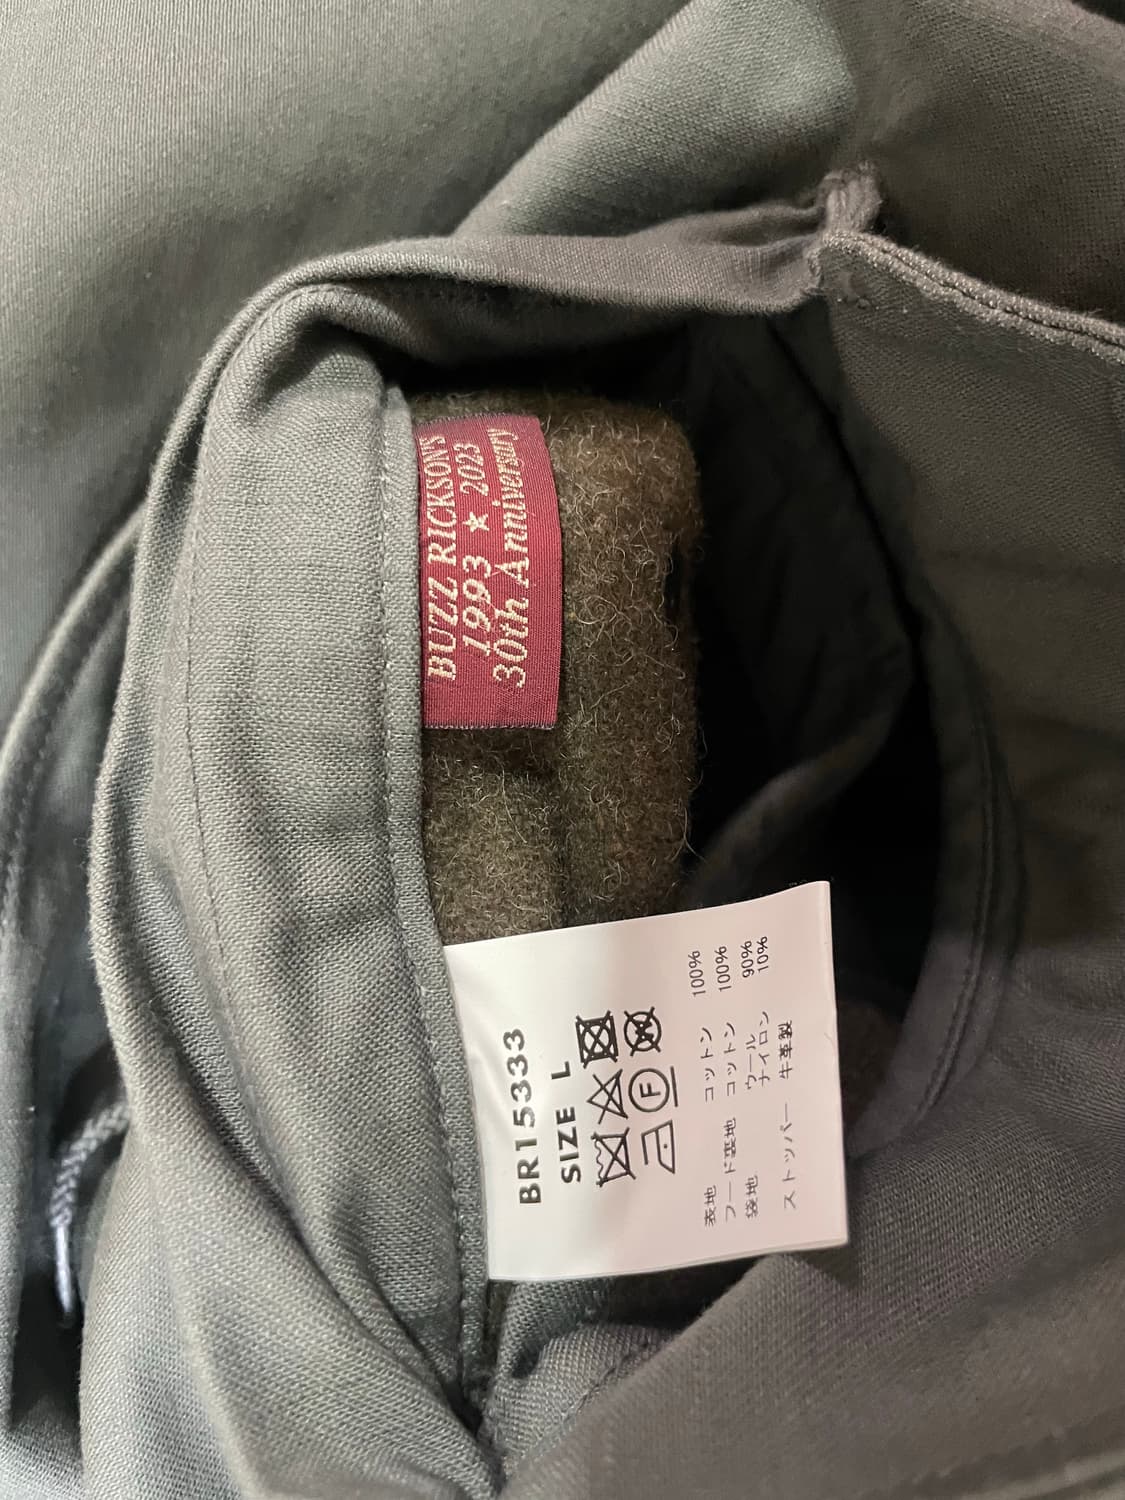 BUZZ RICKSON'S
1993 ★ 2023
30th Anniversary
BR15333
SIZE L
F
W
表地 コットン 100%
フード裏地 コットン 100%
袋地 ウール 90%
ナイロン 10%
ストッパー 牛革製